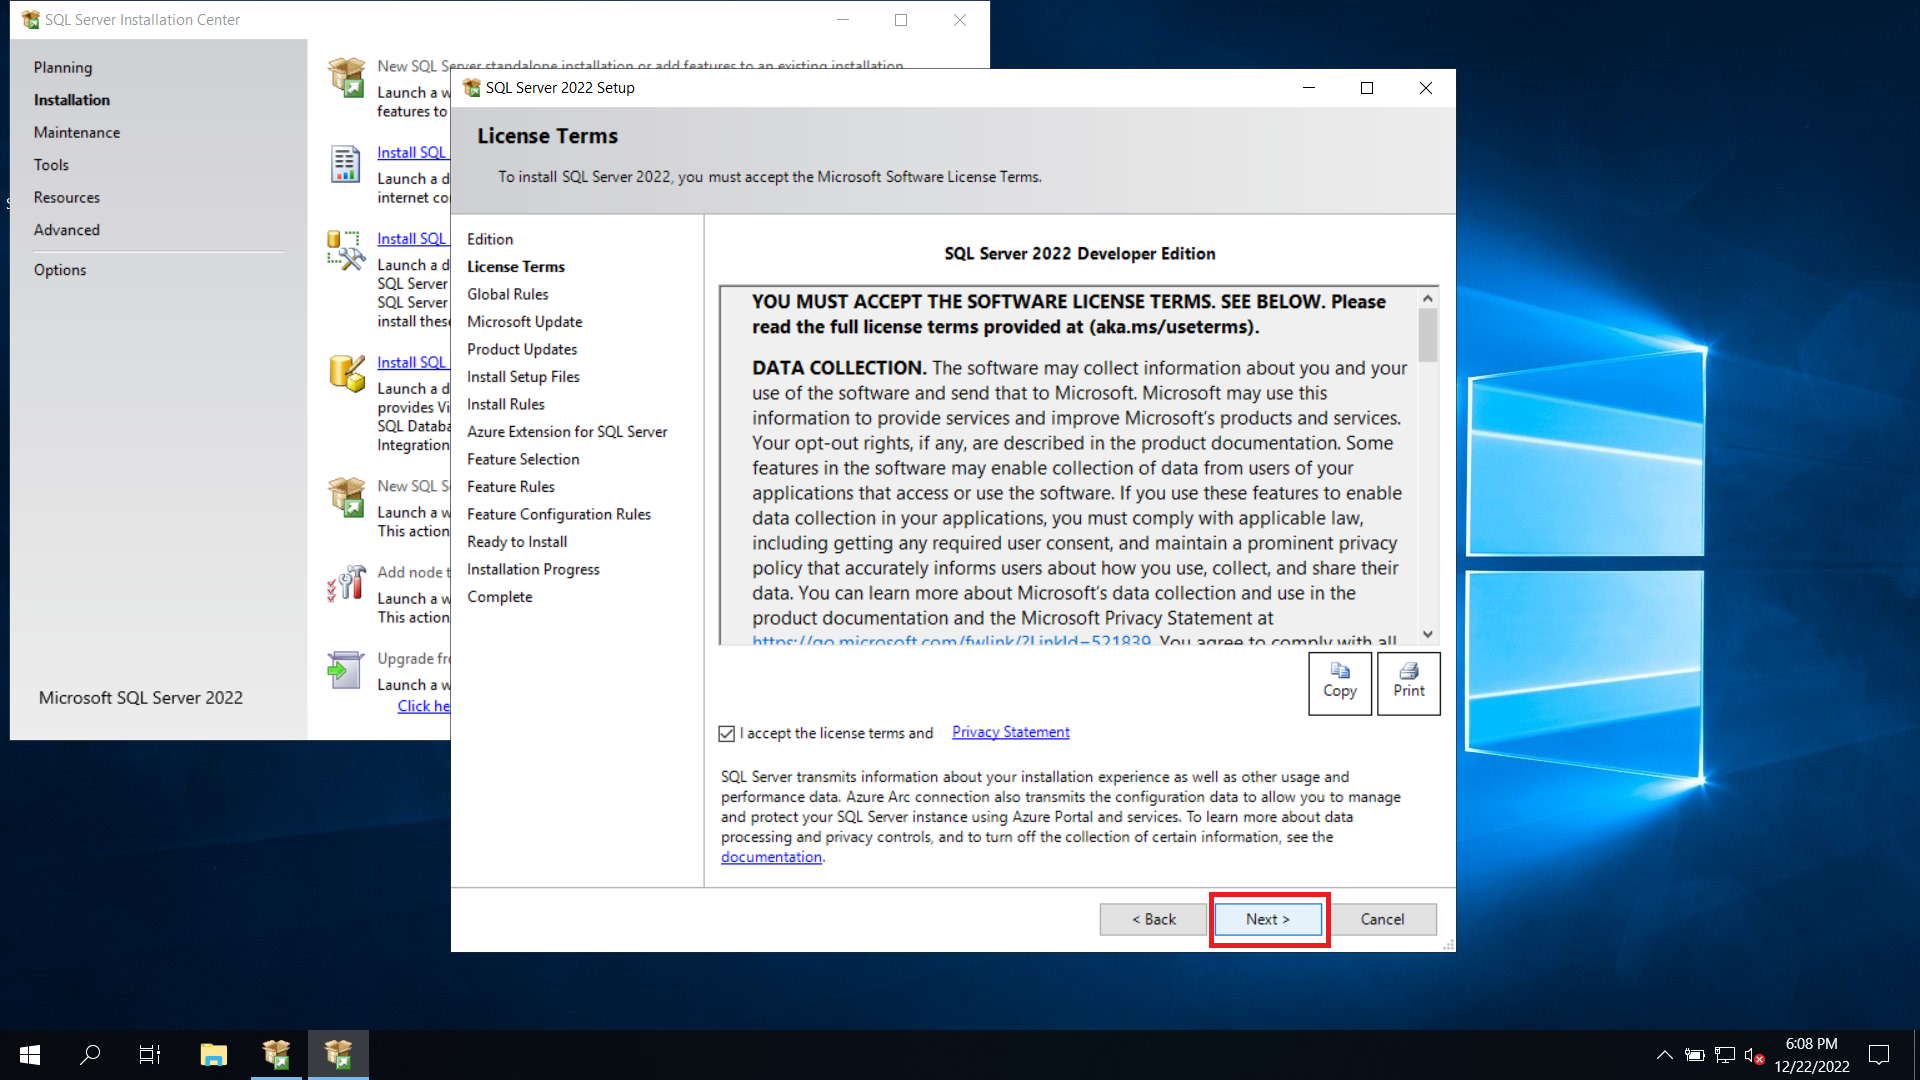 SQL Server Installation Center
Planning
Installation
Maintenance
Tools
Resources
Advanced
Options
Microsoft SQL Server 2022
New SQL Server standalone installation or add features to an existing installation
Launch a w
features to
Install SQL
Launch a d
internet co
Install SQL
Launch a d
SQL Server
SQL Server
install these
Install SQL
Launch a d
provides Vi
SQL Databa
Integration
New SQL S
Launch a w
This action
Add node t
Launch a w
This action
Upgrade fr
Launch a w
Click he
SQL Server 2022 Setup
License Terms
To install SQL Server 2022, you must accept the Microsoft Software License Terms.
Edition
License Terms
Global Rules
Microsoft Update
Product Updates
Install Setup Files
Install Rules
Azure Extension for SQL Server
Feature Selection
Feature Rules
Feature Configuration Rules
Ready to Install
Installation Progress
Complete
SQL Server 2022 Developer Edition
YOU MUST ACCEPT THE SOFTWARE LICENSE TERMS. SEE BELOW. Please
read the full license terms provided at (aka.ms/useterms).
DATA COLLECTION. The software may collect information about you and your
use of the software and send that to Microsoft. Microsoft may use this
information to provide services and improve Microsoft's products and services.
Your opt-out rights, if any, are described in the product documentation. Some
features in the software may enable collection of data from users of your
applications that access or use the software. If you use these features to enable
data collection in your applications, you must comply with applicable law,
including getting any required user consent, and maintain a prominent privacy
policy that accurately informs users about how you use, collect, and share their
data. You can learn more about Microsoft's data collection and use in the
product documentation and the Microsoft Privacy Statement at
https://go.microsoft.com/fwlink/?LinkId=521839. You agree to comply with all
Copy
Print
I accept the license terms and Privacy Statement
SQL Server transmits information about your installation experience as well as other usage and
performance data. Azure Arc connection also transmits the configuration data to allow you to manage
and protect your SQL Server instance using Azure Portal and services. To learn more about data
processing and privacy controls, and to turn off the collection of certain information, see the
documentation.
< Back
Next >
Cancel
6:08 PM
12/22/2022